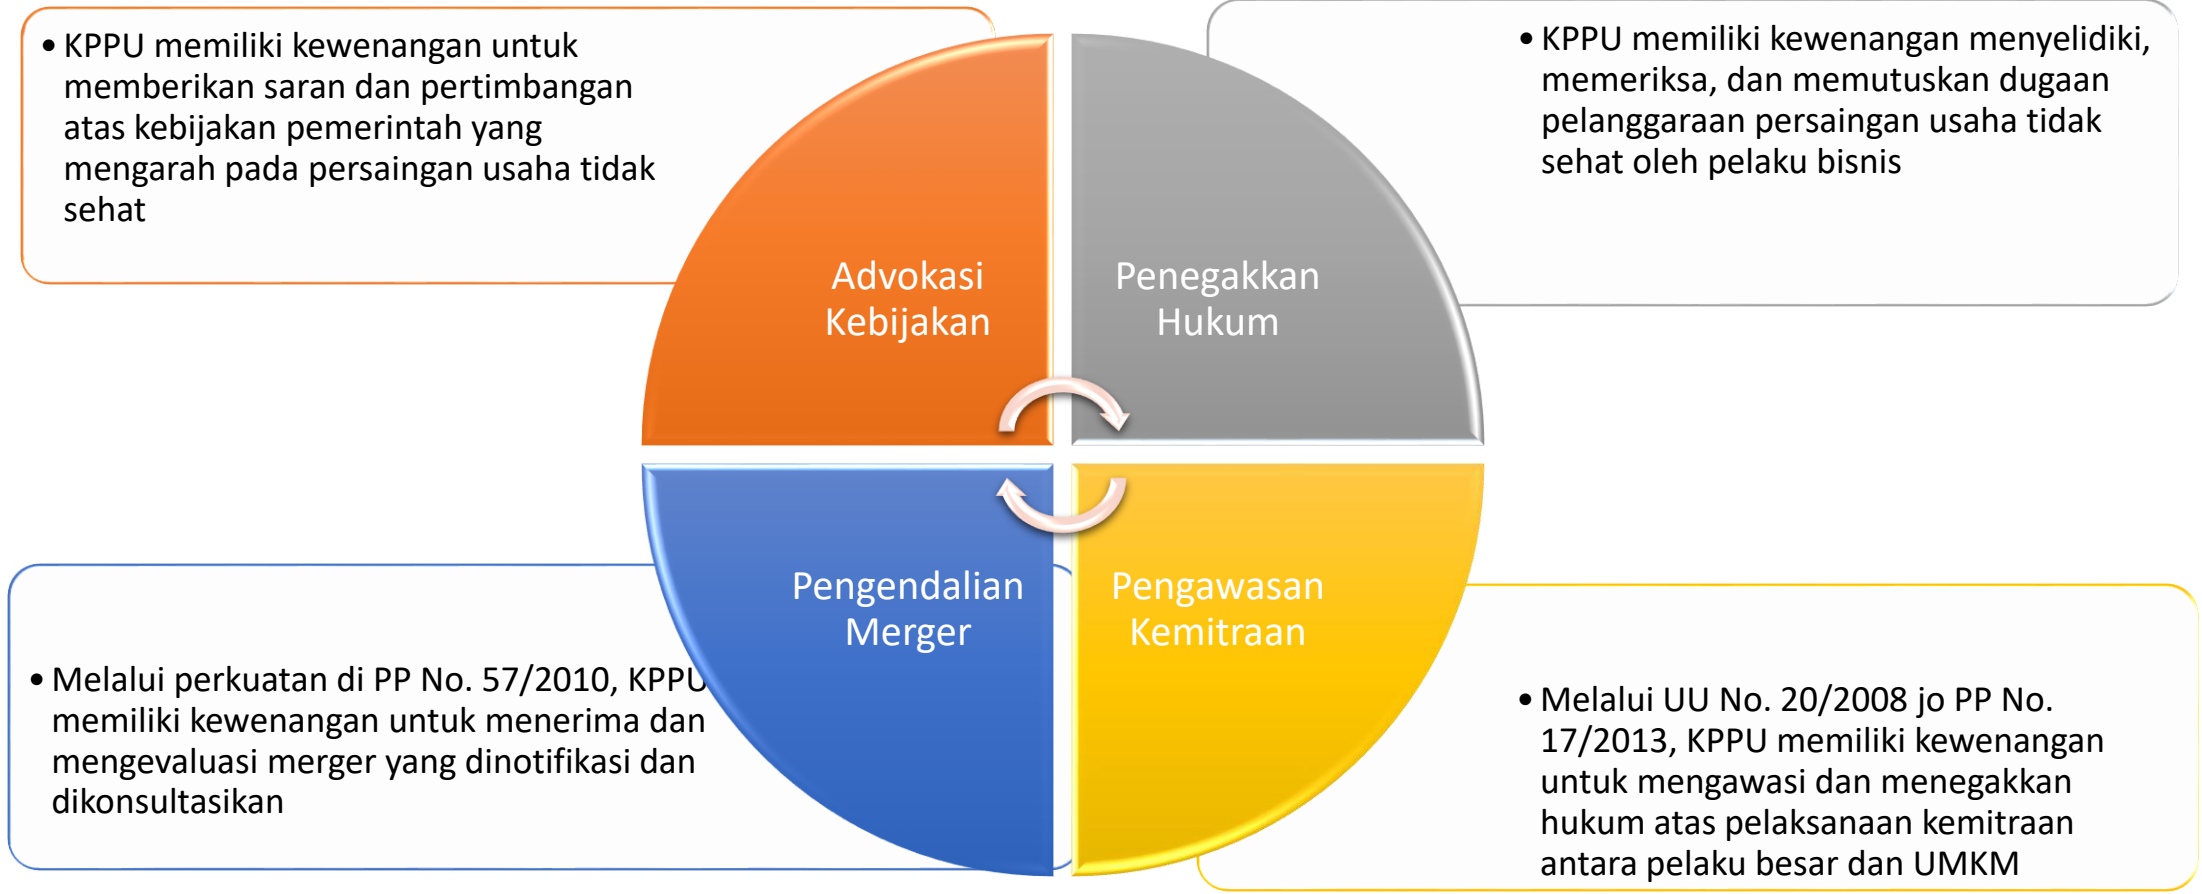 • KPPU memiliki kewenangan untuk
memberikan saran dan pertimbangan
atas kebijakan pemerintah yang
mengarah pada persaingan usaha tidak
sehat
• KPPU memiliki kewenangan menyelidiki,
memeriksa, dan memutuskan dugaan
pelanggaraan persaingan usaha tidak
sehat oleh pelaku bisnis
Advokasi
Kebijakan
Penegakkan
Hukum
Pengendalian
Merger
Pengawasan
Kemitraan
• Melalui perkuatan di PP No. 57/2010, KPPU
memiliki kewenangan untuk menerima dan
mengevaluasi merger yang dinotifikasi dan
dikonsultasikan
• Melalui UU No. 20/2008 jo PP No.
17/2013, KPPU memiliki kewenangan
untuk mengawasi dan menegakkan
hukum atas pelaksanaan kemitraan
antara pelaku besar dan UMKM